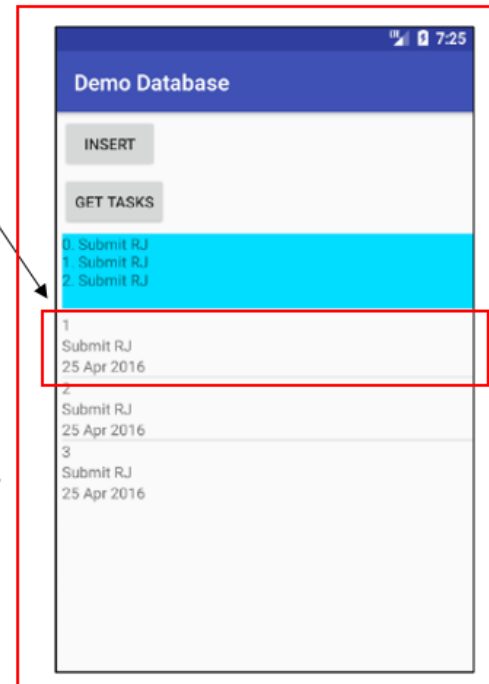 7:25
Demo Database
INSERT
GET TASKS
0. Submit RJ
1. Submit RJ
2. Submit RJ
1
Submit RJ
25 Apr 2016
2
Submit RJ
25 Apr 2016
3
Submit RJ
25 Apr 2016